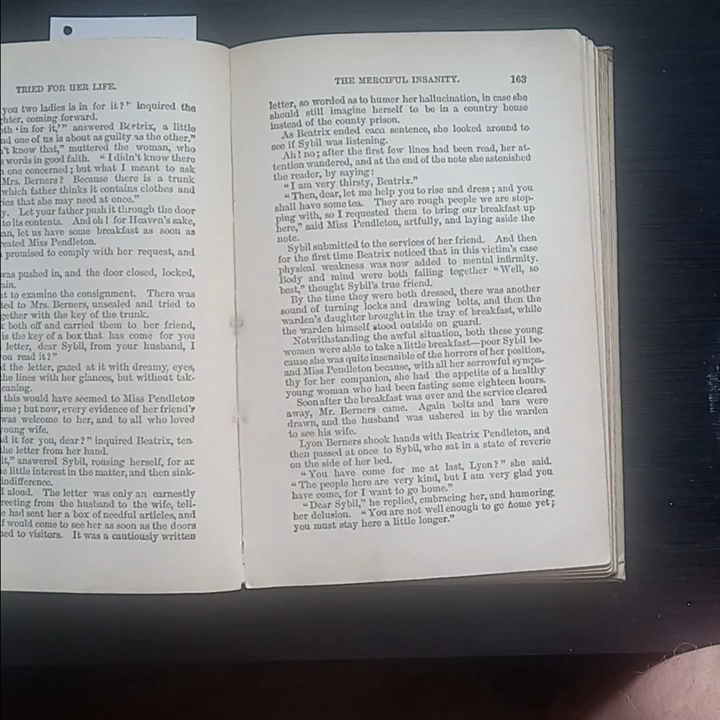 TRIED FOR HER LIFE.
you two ladies is in for it?" inquired the
ghter, coming forward.
oth 'in for it,'" answered Beatrix, a little
nd one of us is about as guilty as the other."
n't know that," muttered the woman, who
s words in good faith. "I didn't know there
n one concerned; but what I meant to ask
Mrs. Berners? Because there is a trunk
which father thinks it contains clothes and
ries that she may need at once."
y. Let your father push it through the door
to its contents. And oh! for Heaven's sake,
an, let us have some breakfast as soon as
reated Miss Pendleton.
promised to comply with her request, and
was pushed in, and the door closed, locked,
ain.
nt to examine the consignment. There was
ted to Mrs. Berners, unsealed and tried to
gether with the key of the trunk.
k both off and carried them to her friend,
is the key of a box that has come for you
letter, dear Sybil, from your husband, I
ou read it?"
d the letter, gazed at it with dreamy, eyes,
the lines with her glances, but without tak-
eaning.
this would have seemed to Miss Pendleton
ime; but now, every evidence of her friend's
was welcome to her, and to all who loved
young wife.
d it for you, dear?" inquired Beatrix, ten
the letter from her hand.
it," answered Sybil, rousing herself, for an
e little interest in the matter, and then sink-
indifference.
l aloud. The letter was only an earnestly
reeting from the husband to the wife, tell-
e had sent her a box of needful articles, and
f would come to see her as soon as the doors
ned to visitors. It was a cautiously written
THE MERCIFUL INSANITY. 163
letter, so worded as to humor her hallucination, in case she
should still imagine herself to be in a country house
instead of the county prison.
As Beatrix ended each sentence, she looked around to
see if Sybil was listening.
Ah! no; after the first few lines had been read, her at-
tention wandered, and at the end of the note she astonished
the reader, by saying:
"I am very thirsty, Beatrix."
"Then, dear, let me help you to rise and dress; and you
shall have some tea. They are rough people we are stop-
ping with, so I requested them to bring our breakfast up
here," said Miss Pendleton, artfully, and laying aside the
note.
Sybil submitted to the services of her friend. And then
for the first time Beatrix noticed that in this victim's case
physical weakness was now added to mental infirmity.
Body and mind were both failing together "Well, so
best," thought Sybil's true friend.
By the time they were both dressed, there was another
sound of turning locks and drawing bolts, and then the
warden's daughter brought in the tray of breakfast, while
the warden himself stood outside on guard.
Notwithstanding the awful situation, both these young
women were able to take a little breakfast—poor Sybil be-
cause she was quite insensible of the horrors of her position,
and Miss Pendleton because, with all her sorrowful sympa-
thy for her companion, she had the appetite of a healthy
young woman who had been fasting some eighteen hours.
Soon after the breakfast was over and the service cleared
away, Mr. Berners came. Again bolts and bars were
drawn, and the husband was ushered in by the warden
to see his wife.
Lyon Berners shook hands with Beatrix Pendleton, and
then passed at once to Sybil, who sat in a state of reverie
on the side of her bed.
"You have come for me at last, Lyon?" she said.
"The people here are very kind, but I am very glad you
have come, for I want to go home."
"Dear Sybil," he replied, embracing her, and humoring
her delusion. "You are not well enough to go home yet;
you must stay here a little longer."